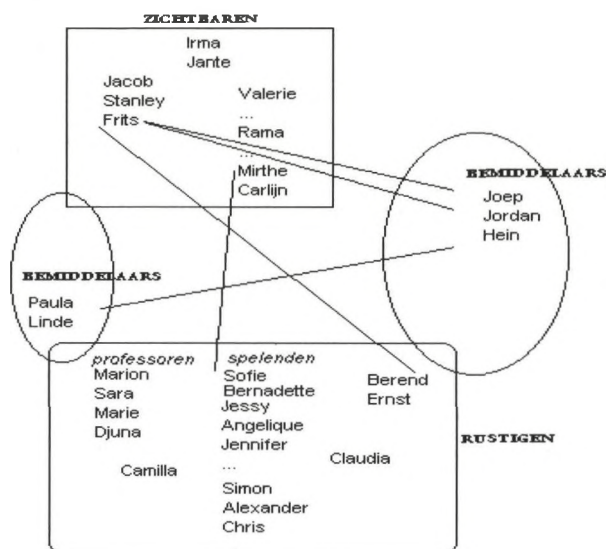 ZICHTBAREN
Irma
Jante
Jacob
Stanley
Frits
Valerie
...
Rama
...
Mirthe
Carlijn
BEMIDDELAARS
Joep
Jordan
Hein
BEMIDDELAARS
Paula
Linde
professoren
Marion
Sara
Marie
Djuna
Camilla
spelenden
Sofie
Bernadette
Jessy
Angelique
Jennifer
...
Simon
Alexander
Chris
Berend
Ernst
Claudia
RUSTIGEN